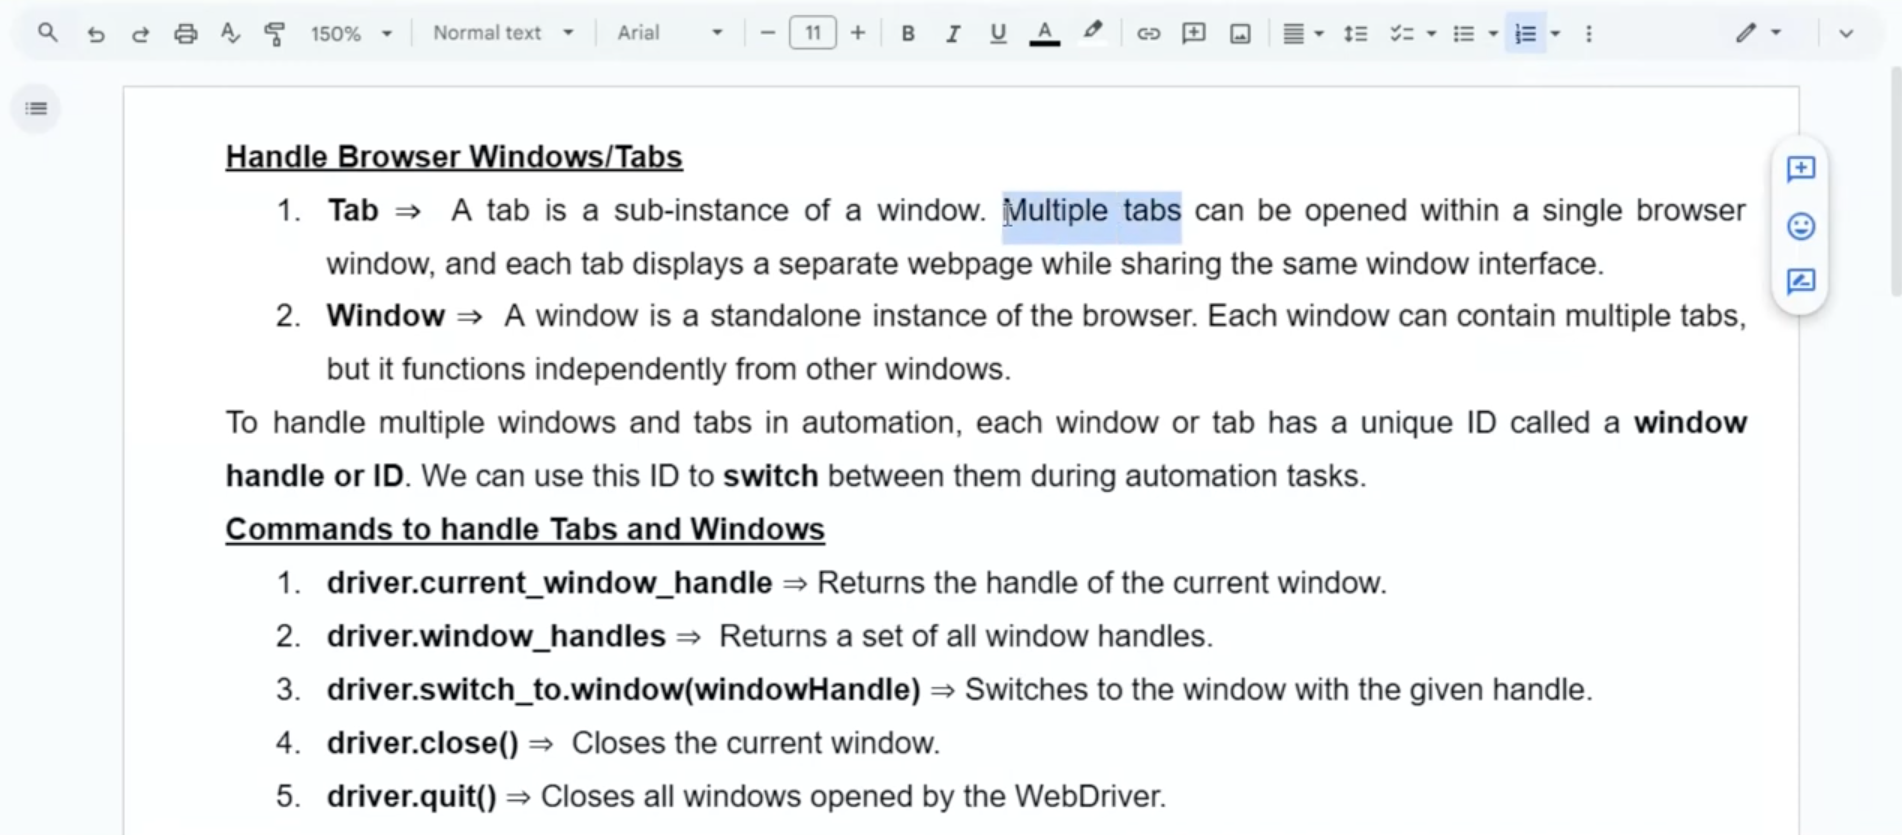 150% Normal text Arial 11 B I U A
Handle Browser Windows/Tabs
1. Tab ⇒ A tab is a sub-instance of a window. Multiple tabs can be opened within a single browser
window, and each tab displays a separate webpage while sharing the same window interface.
2. Window ⇒ A window is a standalone instance of the browser. Each window can contain multiple tabs,
but it functions independently from other windows.
To handle multiple windows and tabs in automation, each window or tab has a unique ID called a window
handle or ID. We can use this ID to switch between them during automation tasks.
Commands to handle Tabs and Windows
1. driver.current_window_handle ⇒ Returns the handle of the current window.
2. driver.window_handles ⇒ Returns a set of all window handles.
3. driver.switch_to.window(windowHandle) ⇒ Switches to the window with the given handle.
4. driver.close() ⇒ Closes the current window.
5. driver.quit() ⇒ Closes all windows opened by the WebDriver.